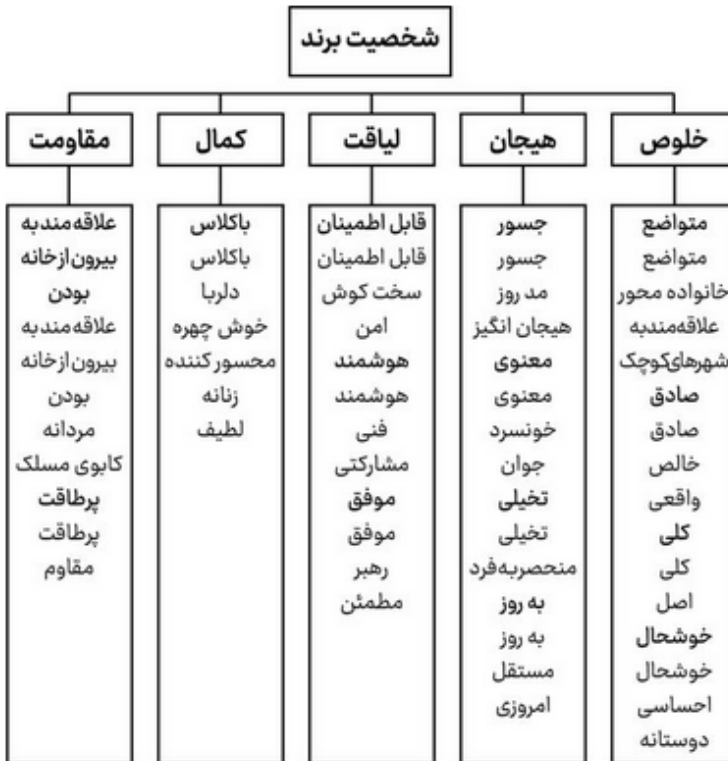 شخصیت برند
خلوص
هیجان
لیاقت
کمال
مقاومت
متواضع
متواضع
خانواده محور
علاقه‌مند به
شهرهای کوچک
صادق
صادق
خالص
واقعی
کلی
کلی
اصل
خوشحال
خوشحال
احساسی
دوستانه
جسور
جسور
مد روز
هیجان انگیز
معنوی
معنوی
خونسرد
جوان
تخیلی
تخیلی
منحصر به فرد
به روز
به روز
مستقل
امروزی
قابل اطمینان
قابل اطمینان
سخت کوش
امن
هوشمند
هوشمند
فنی
مشارکتی
موفق
موفق
رهبر
مطمئن
باکلاس
باکلاس
دلربا
خوش چهره
محسور کننده
زنانه
لطیف
علاقه‌مند به
بیرون از خانه
بودن
علاقه‌مند به
بیرون از خانه
بودن
مردانه
کابوی مسلک
پرطاقت
پرطاقت
مقاوم